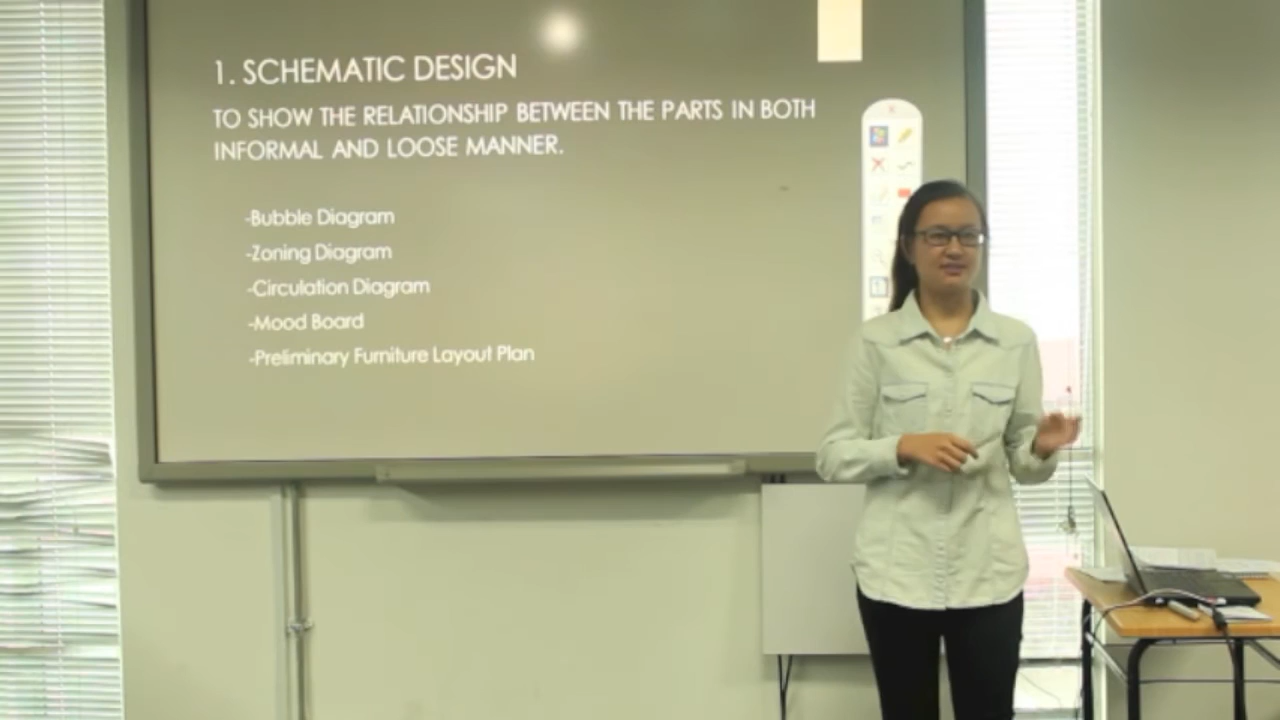 1. SCHEMATIC DESIGN
TO SHOW THE RELATIONSHIP BETWEEN THE PARTS IN BOTH
INFORMAL AND LOOSE MANNER.
-Bubble Diagram
-Zoning Diagram
-Circulation Diagram
-Mood Board
-Preliminary Furniture Layout Plan